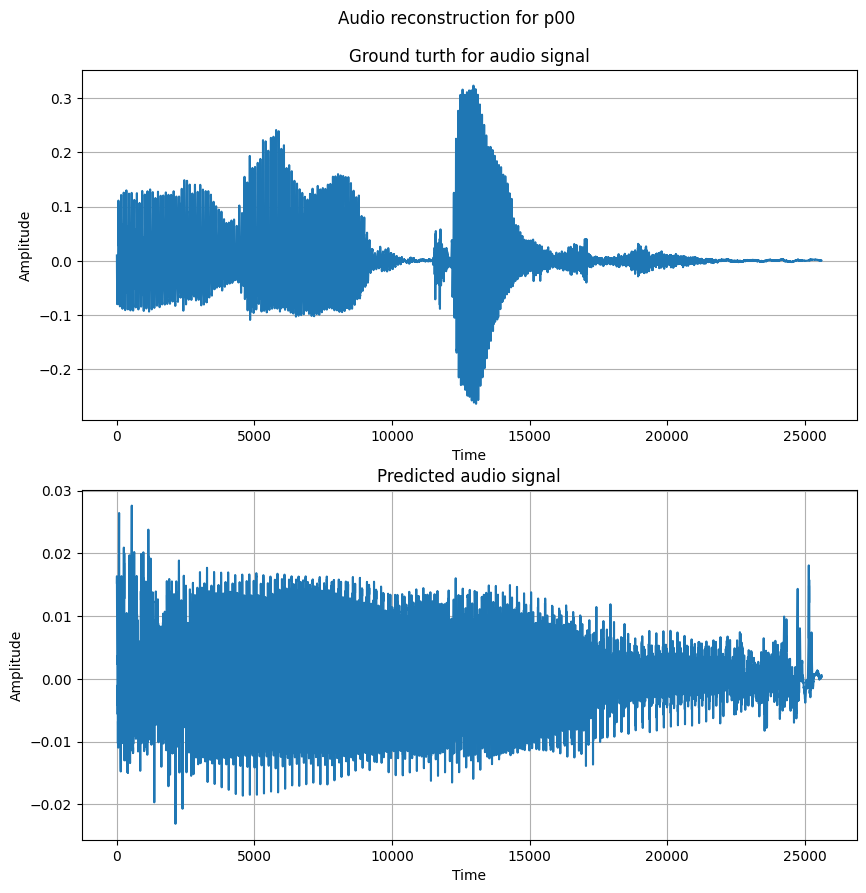 Audio reconstruction for p00
Ground turth for audio signal
0.3
0.2
0.1
0.0
−0.1
−0.2
Amplitude
0 5000 10000 15000 20000 25000
Time
Predicted audio signal
0.03
0.02
0.01
0.00
−0.01
−0.02
Amplitude
0 5000 10000 15000 20000 25000
Time